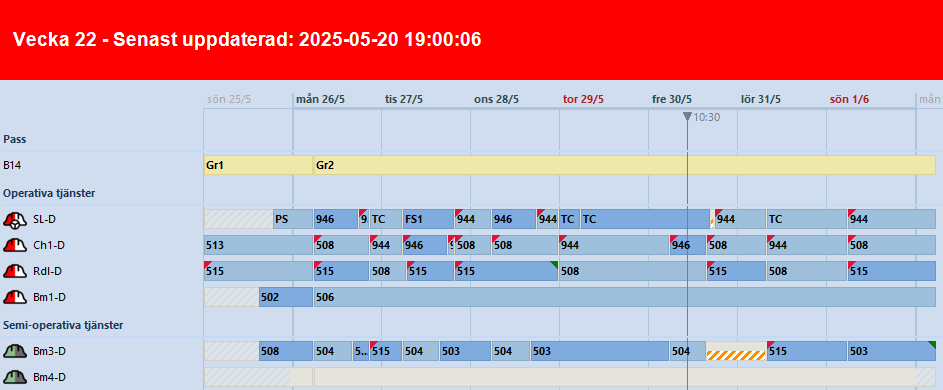 Vecka 22 - Senast uppdaterad: 2025-05-20 19:00:06
sön 25/5 mån 26/5 tis 27/5 ons 28/5 tor 29/5 fre 30/5 lör 31/5 sön 1/6 mån
10:30
Pass
B14 Gr1 Gr2
Operativa tjänster
SL-D PS 946 9 TC FS1 944 946 944 TC TC 944 TC 944
Ch1-D 513 508 944 946 9 508 508 944 946 508 944 508
Rdl-D 515 515 508 515 515 508 515 508 515
Bm1-D 502 506
Semi-operativa tjänster
Bm3-D 508 504 5... 515 504 503 504 503 504 515 503
Bm4-D